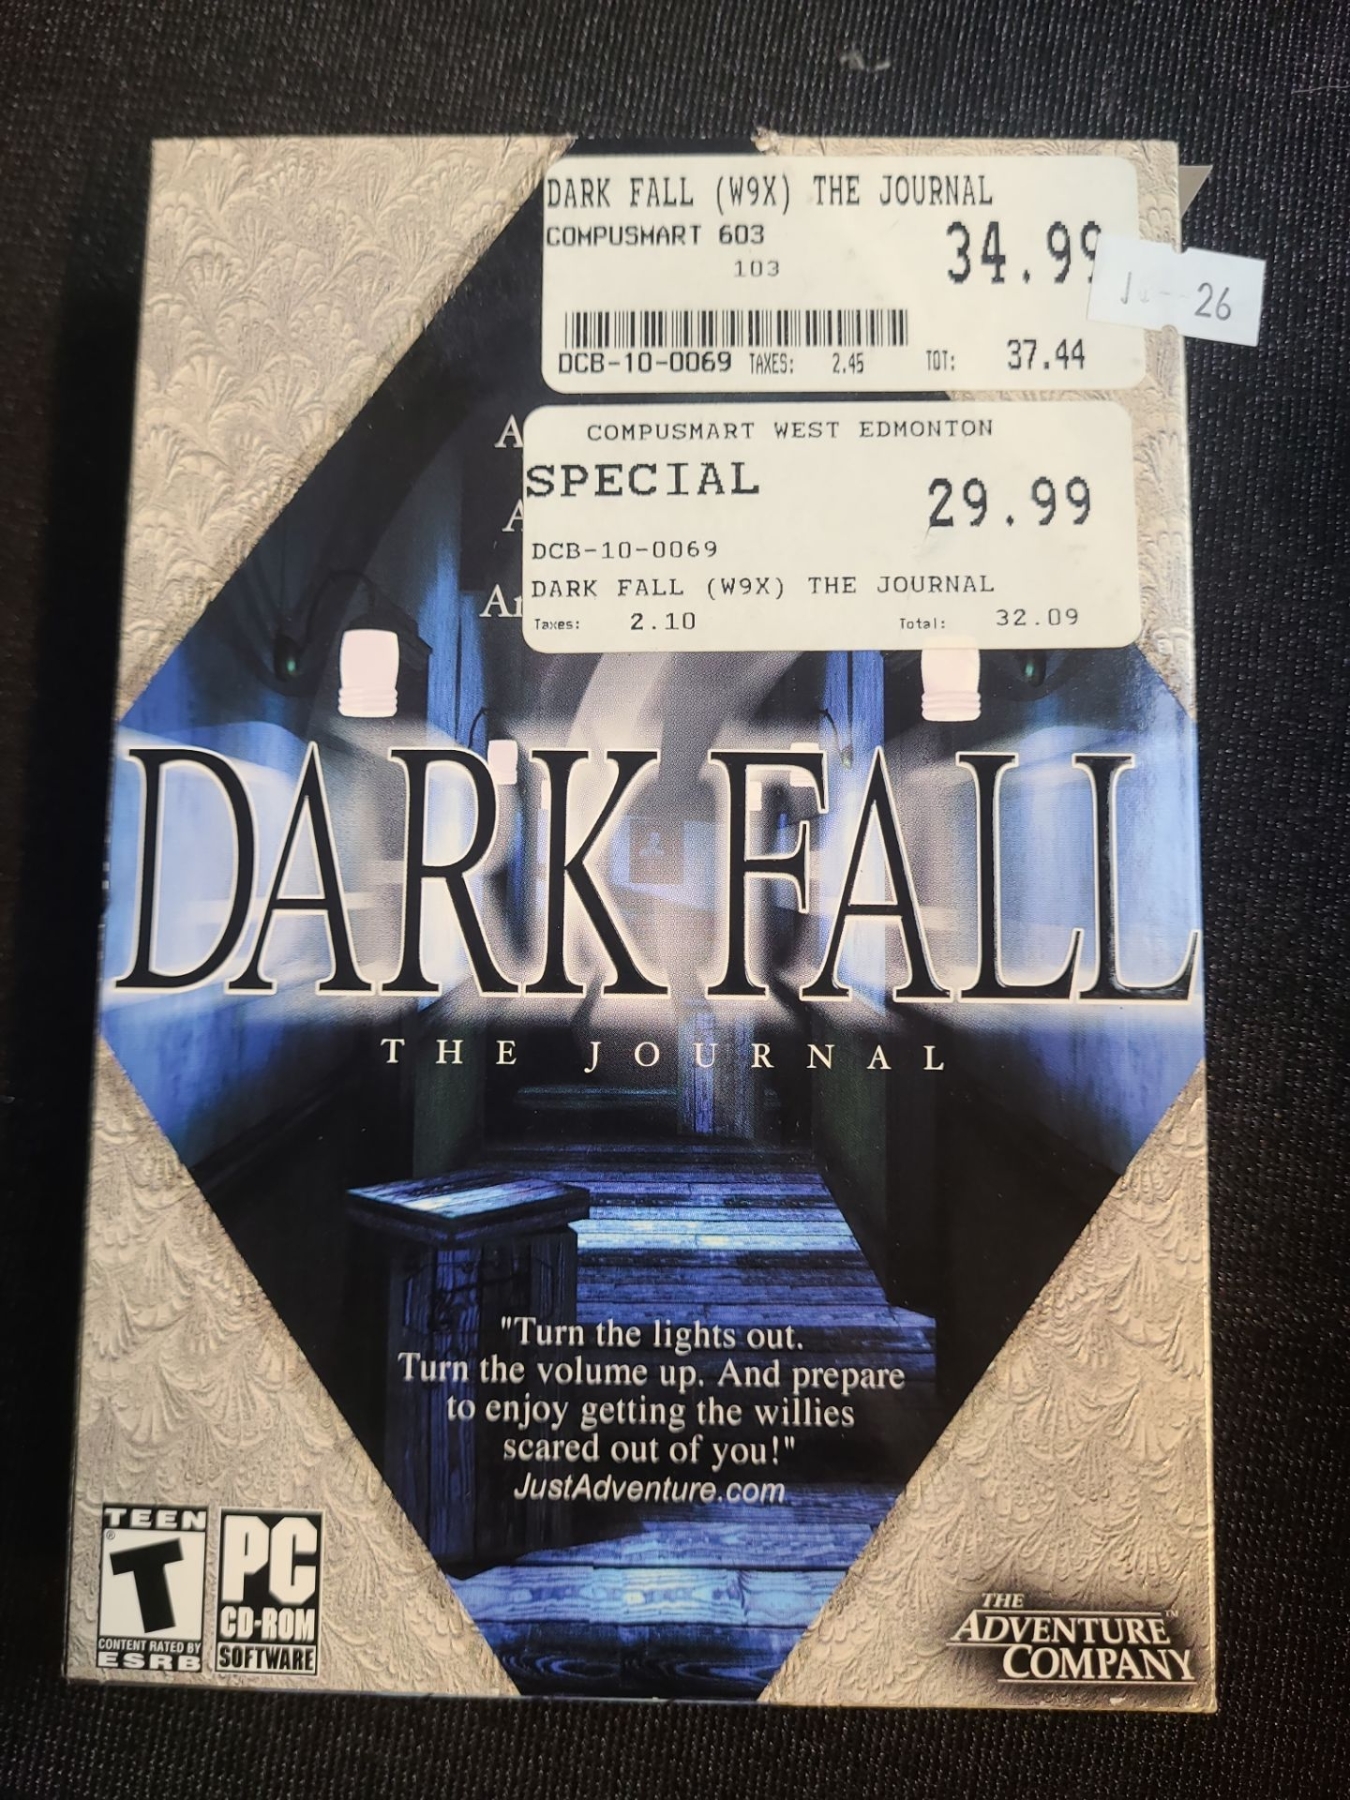 DARK FALL (W9X) THE JOURNAL
COMPUSMART 603
34.99
103
26
DCB-10-0069 TAXES: 2.45 TOT: 37.44
COMPUSMART WEST EDMONTON
SPECIAL
29.99
DCB-10-0069
DARK FALL (W9X) THE JOURNAL
Taxes: 2.10 Total: 32.09
DARK FALL
THE JOURNAL
"Turn the lights out.
Turn the volume up. And prepare
to enjoy getting the willies
scared out of you!"
JustAdventure.com
TEEN
T
CONTENT RATED BY
ESRB
PC
CD-ROM
SOFTWARE
THE
ADVENTURE
COMPANY™